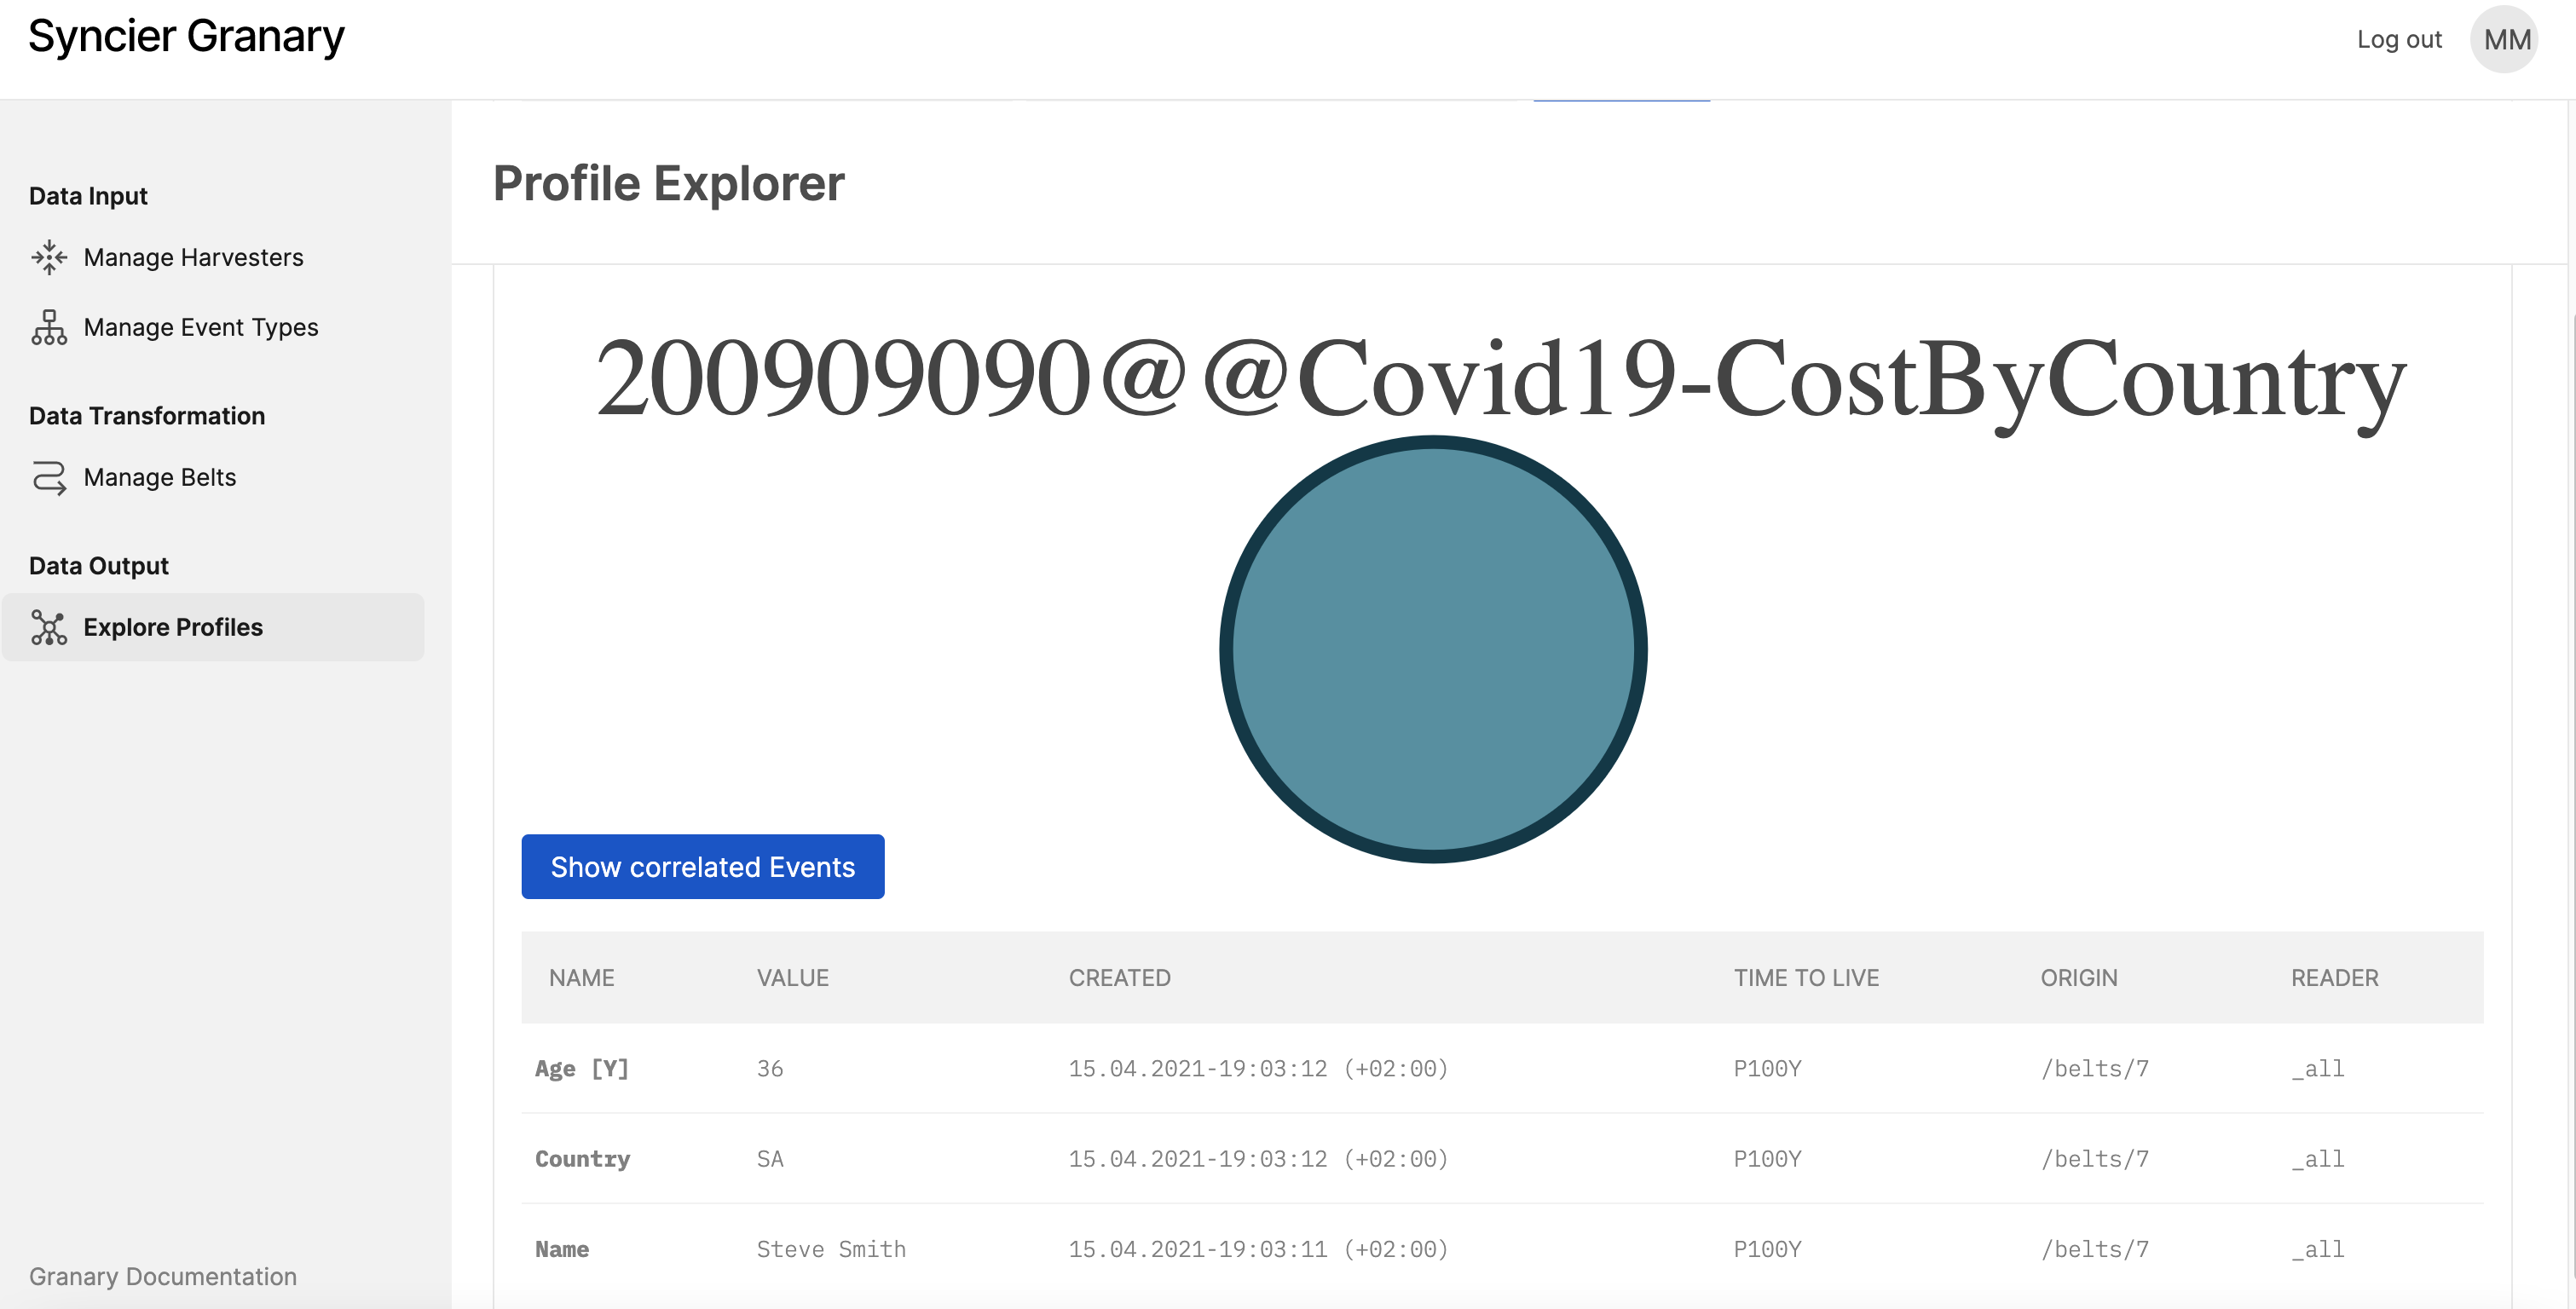 Syncier Granary
Log out MM
Data Input
Manage Harvesters
Manage Event Types
Data Transformation
Manage Belts
Data Output
Explore Profiles
Granary Documentation
Profile Explorer
200909090@@Covid19-CostByCountry
Show correlated Events
NAME VALUE CREATED TIME TO LIVE ORIGIN READER
Age [Y] 36 15.04.2021-19:03:12 (+02:00) P100Y /belts/7 _all
Country SA 15.04.2021-19:03:12 (+02:00) P100Y /belts/7 _all
Name Steve Smith 15.04.2021-19:03:11 (+02:00) P100Y /belts/7 _all